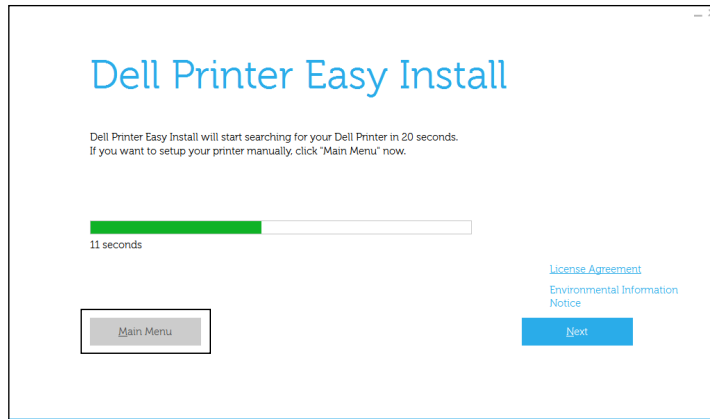 Dell Printer Easy Install
Dell Printer Easy Install will start searching for your Dell Printer in 20 seconds.
If you want to setup your printer manually, click "Main Menu" now.
11 seconds
License Agreement
Environmental Information
Notice
Main Menu
Next